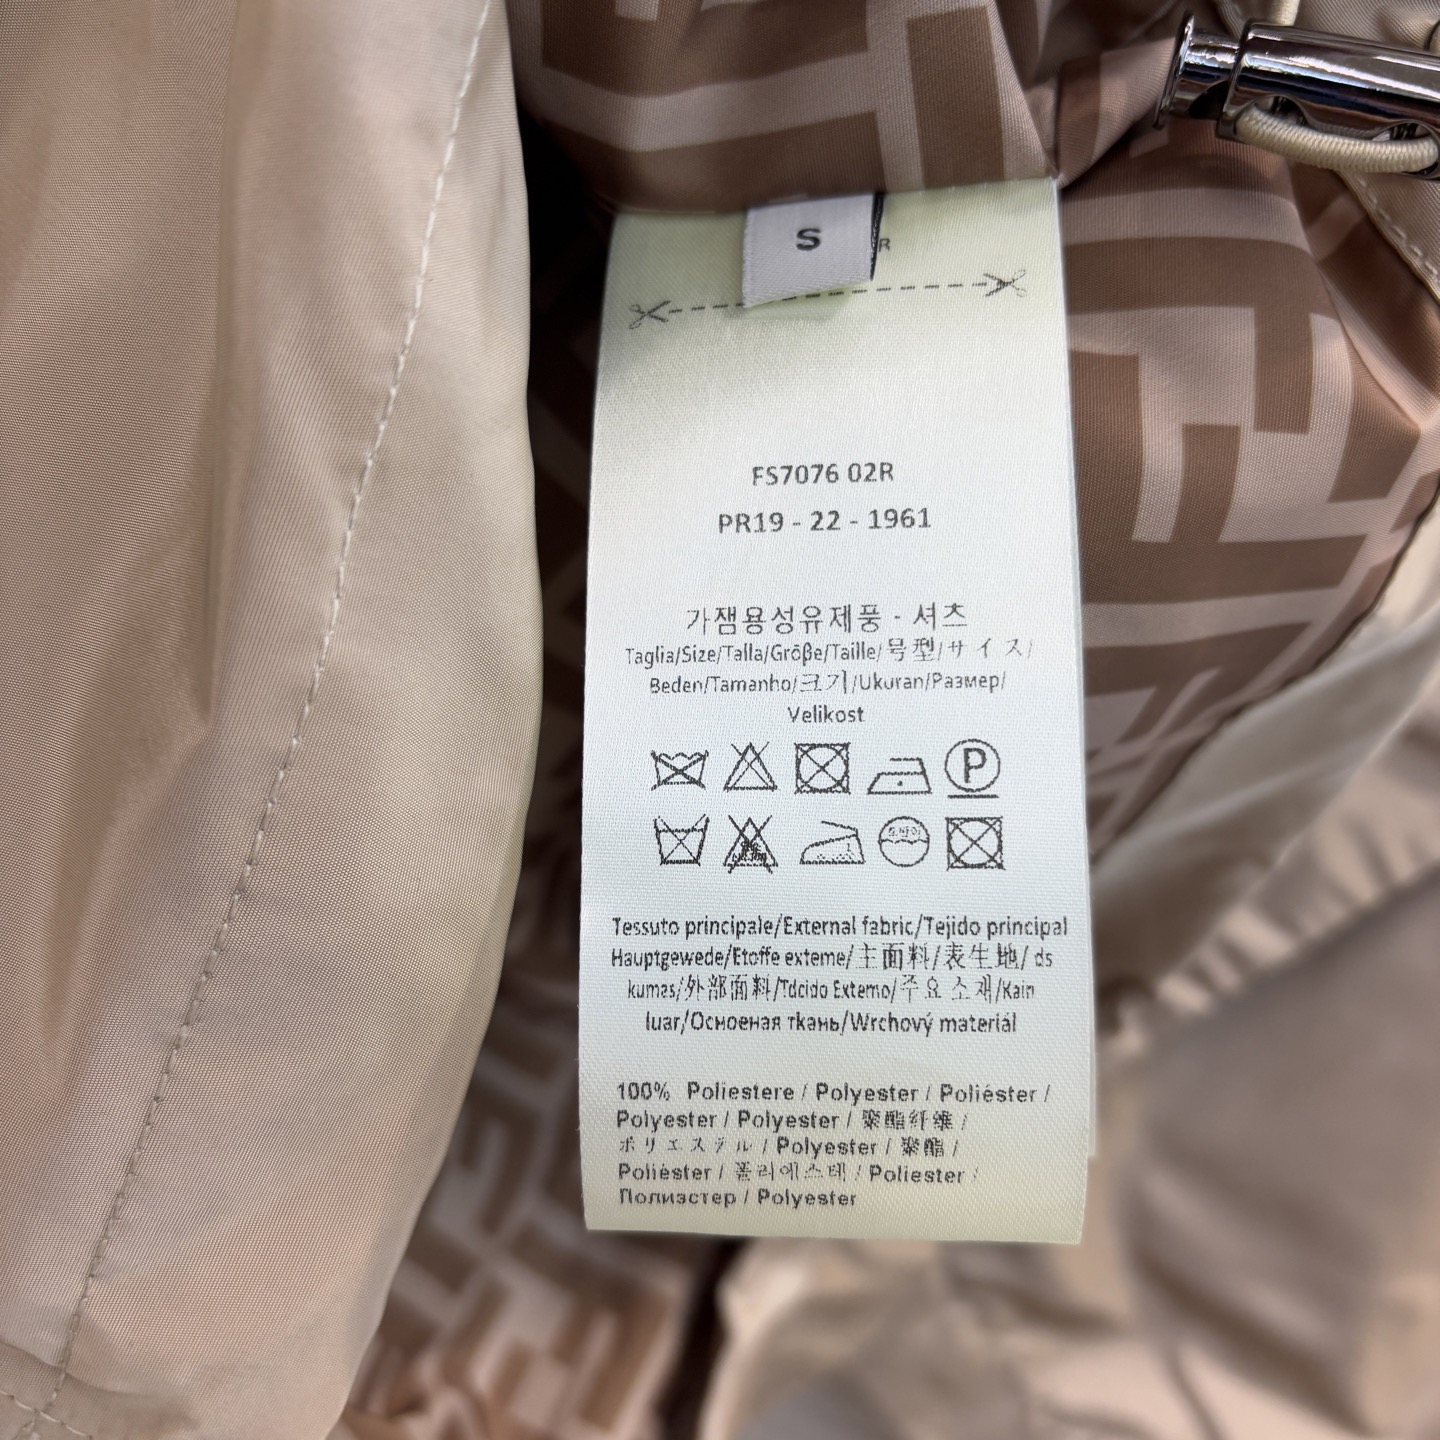 S
R
FS7076 02R
PR19 - 22 - 1961
가잼용성유제품 - 셔츠
Taglia/Size/Talla/Gröβe/Taille/号型/サイズ/
Beden/Tamanho/크기/Ukuran/Размер/
Velikost
P
Tessuto principale/External fabric/Tejido principal
Hauptgewede/Etoffe exteme/主面料/表生地/ ds
kumas/外部面料/Tdcido Extemo/주요 소재/Kain
luar/Осноеная ткань/Wrchový materiál
100% Poliestere / Polyester / Poliéster /
Polyester / Polyester / 聚酯纤维 /
ポリエステル / Polyester / 聚酯 /
Poliéster / 폴리에스테 / Poliester /
Полиэстер / Polyester